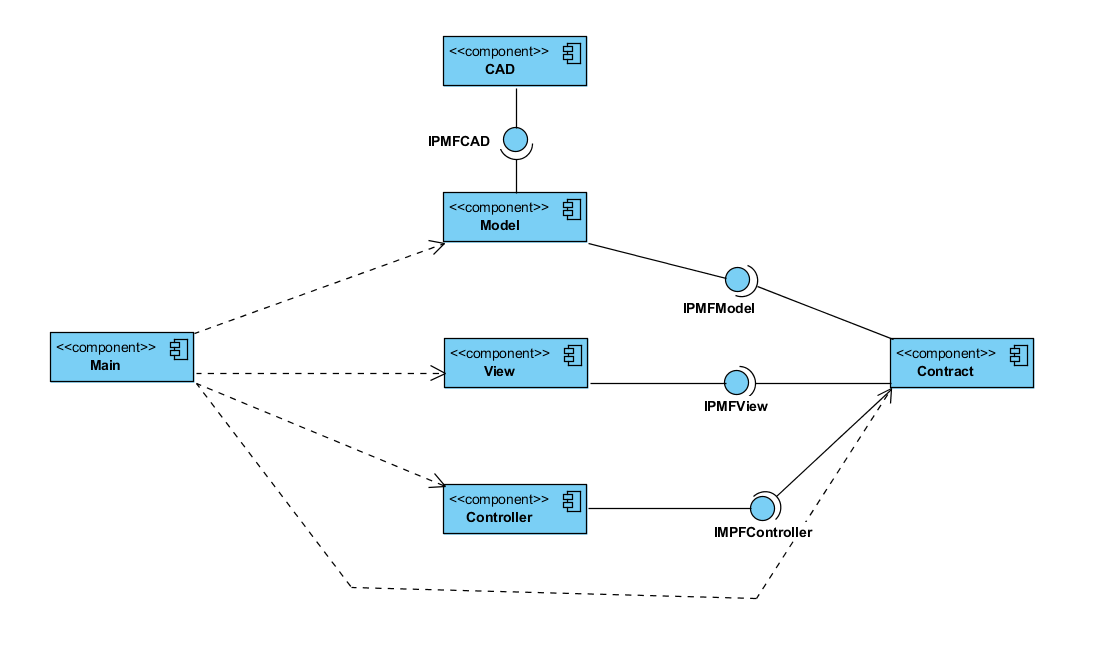 <<component>>
CAD
IPMFCAD
<<component>>
Model
IPMFModel
<<component>>
Main
<<component>>
View
<<component>>
Contract
IPMFView
<<component>>
Controller
IMPFController